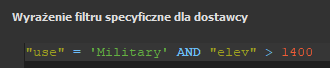 Wyrażenie filtru specyficzne dla dostawcy
"use" = 'Military' AND "elev" > 1400